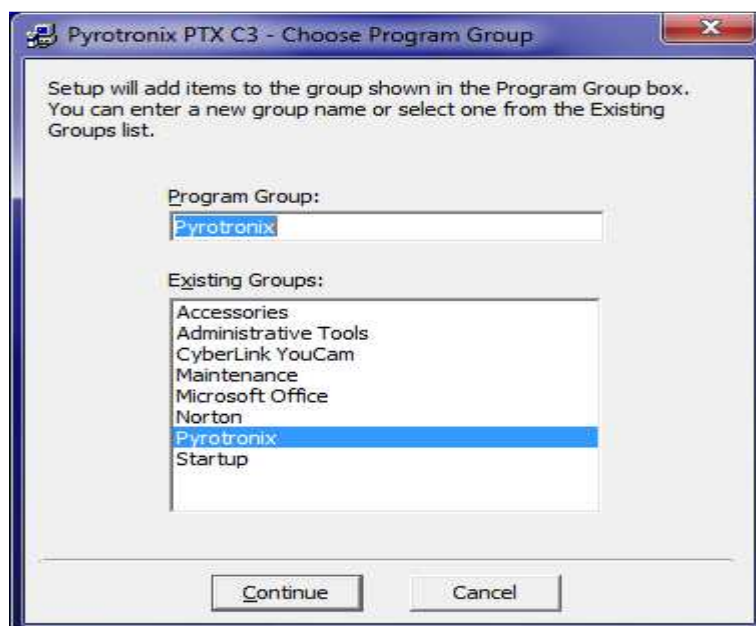 Pyrotronix PTX C3 - Choose Program Group
Setup will add items to the group shown in the Program Group box.
You can enter a new group name or select one from the Existing
Groups list.
Program Group:
Pyrotronix
Existing Groups:
Accessories
Administrative Tools
CyberLink YouCam
Maintenance
Microsoft Office
Norton
Pyrotronix
Startup
Continue
Cancel